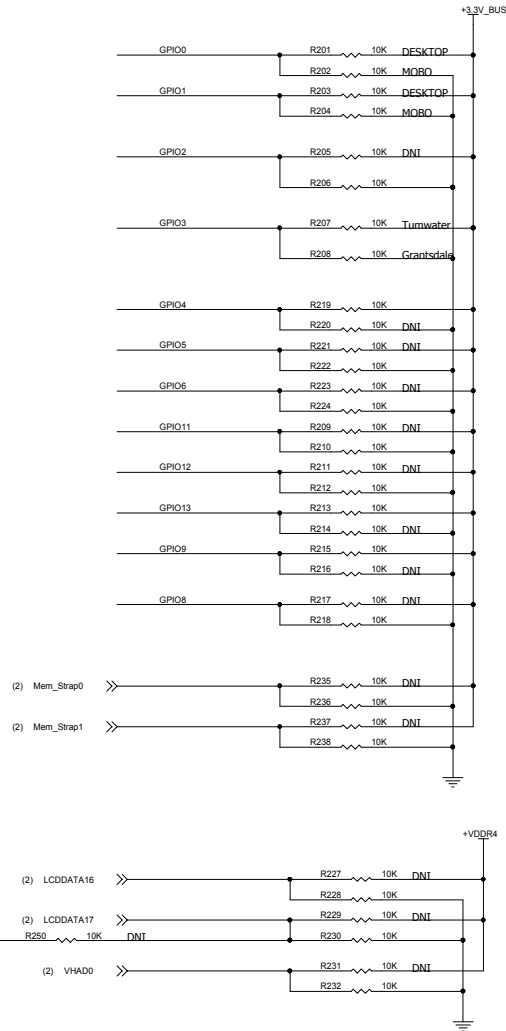 +3.3V_BUS
GPIO0 R201 10K DESKTOP
R202 10K MOBO
GPIO1 R203 10K DESKTOP
R204 10K MOBO
GPIO2 R205 10K DNI
R206 10K
GPIO3 R207 10K Tumwater
R208 10K Grantsdale
GPIO4 R219 10K
R220 10K DNI
GPIO5 R221 10K DNI
R222 10K
GPIO6 R223 10K DNI
R224 10K
GPIO11 R209 10K DNI
R210 10K
GPIO12 R211 10K DNI
R212 10K
GPIO13 R213 10K
R214 10K DNI
GPIO9 R215 10K
R216 10K DNI
GPIO8 R217 10K DNI
R218 10K
(2) Mem_Strap0 R235 10K DNI
R236 10K
(2) Mem_Strap1 R237 10K DNI
R238 10K
+VDDR4
(2) LCDDATA16 R227 10K DNI
R228 10K
(2) LCDDATA17 R229 10K DNI
R250 10K DNI R230 10K
(2) VHAD0 R231 10K DNI
R232 10K